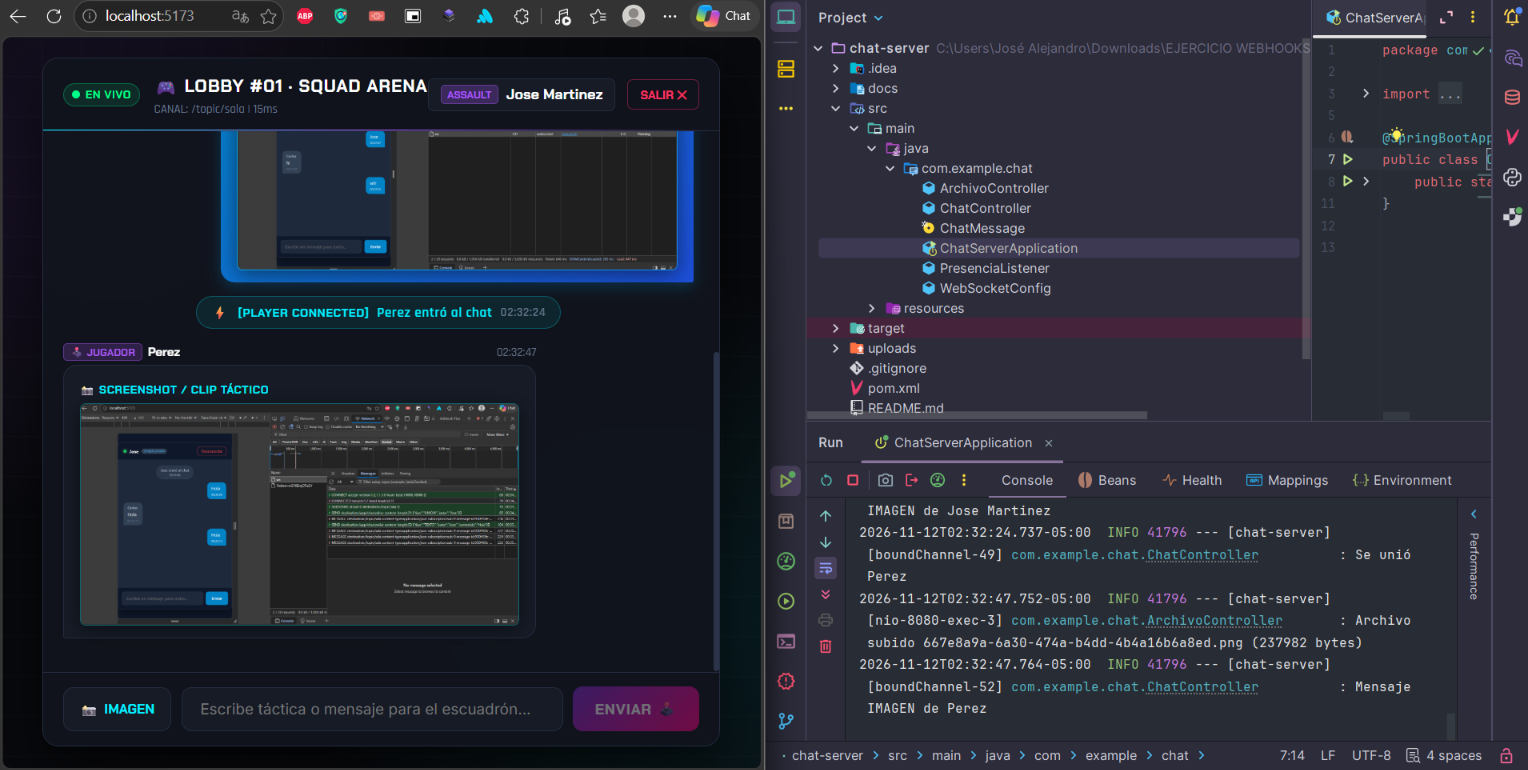 localhost:5173
Chat
EN VIVO
LOBBY #01 · SQUAD ARENA
CANAL: /topic/sala | 15ms
ASSAULT
Jose Martinez
SALIR
[PLAYER CONNECTED] Perez entró al chat 02:32:24
JUGADOR Perez 02:32:47
SCREENSHOT / CLIP TÁCTICO
IMAGEN
Escribe táctica o mensaje para el escuadrón...
ENVIAR
Project
chat-server C:\Users\José Alejandro\Downloads\EJERCICIO WEBHOOKS
.idea
docs
src
main
java
com.example.chat
ArchivoController
ChatController
ChatMessage
ChatServerApplication
PresenciaListener
WebSocketConfig
resources
target
uploads
.gitignore
pom.xml
README.md
ChatServerA
1 package com
2
3 import ...
5
6 @SpringBootApp
7 public class
8 public sta
11 }
12
13
Run ChatServerApplication
Console Beans Health Mappings Environment
IMAGEN de Jose Martinez
2026-11-12T02:32:24.737-05:00 INFO 41796 --- [chat-server]
[boundChannel-49] com.example.chat.ChatController : Se unió
Perez
2026-11-12T02:32:47.752-05:00 INFO 41796 --- [chat-server]
[nio-8080-exec-3] com.example.chat.ArchivoController : Archivo
subido 667e8a9a-6a30-474a-b4dd-4b4a16b6a8ed.png (237982 bytes)
2026-11-12T02:32:47.764-05:00 INFO 41796 --- [chat-server]
[boundChannel-52] com.example.chat.ChatController : Mensaje
IMAGEN de Perez
Performance
chat-server > src > main > java > com > example > chat >
7:14 LF UTF-8 4 spaces